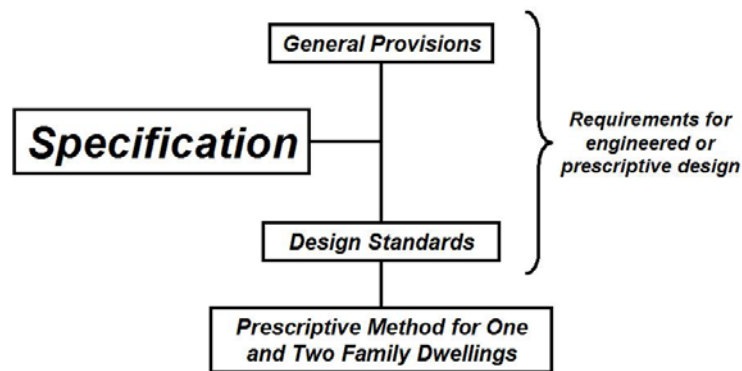 General Provisions
Specification
Requirements for
engineered or
prescriptive design
Design Standards
Prescriptive Method for One
and Two Family Dwellings